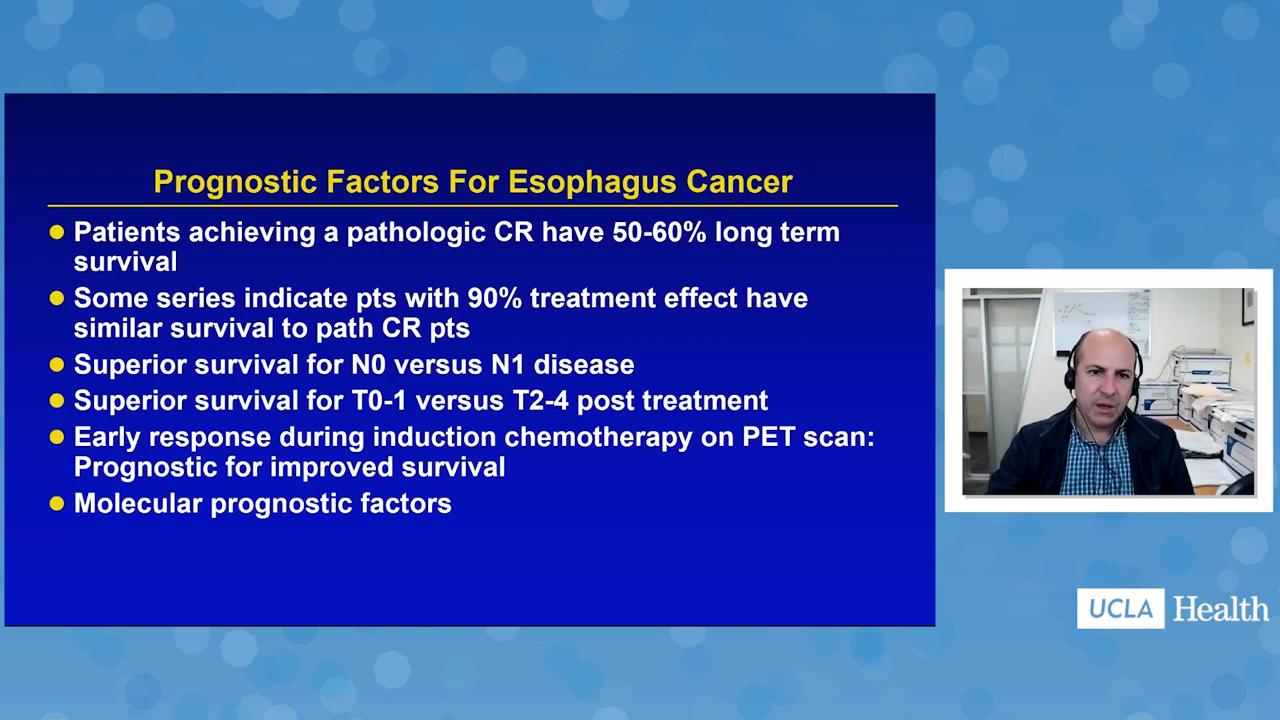 Prognostic Factors For Esophagus Cancer
Patients achieving a pathologic CR have 50-60% long term
survival
Some series indicate pts with 90% treatment effect have
similar survival to path CR pts
Superior survival for N0 versus N1 disease
Superior survival for T0-1 versus T2-4 post treatment
Early response during induction chemotherapy on PET scan:
Prognostic for improved survival
Molecular prognostic factors
UCLA Health